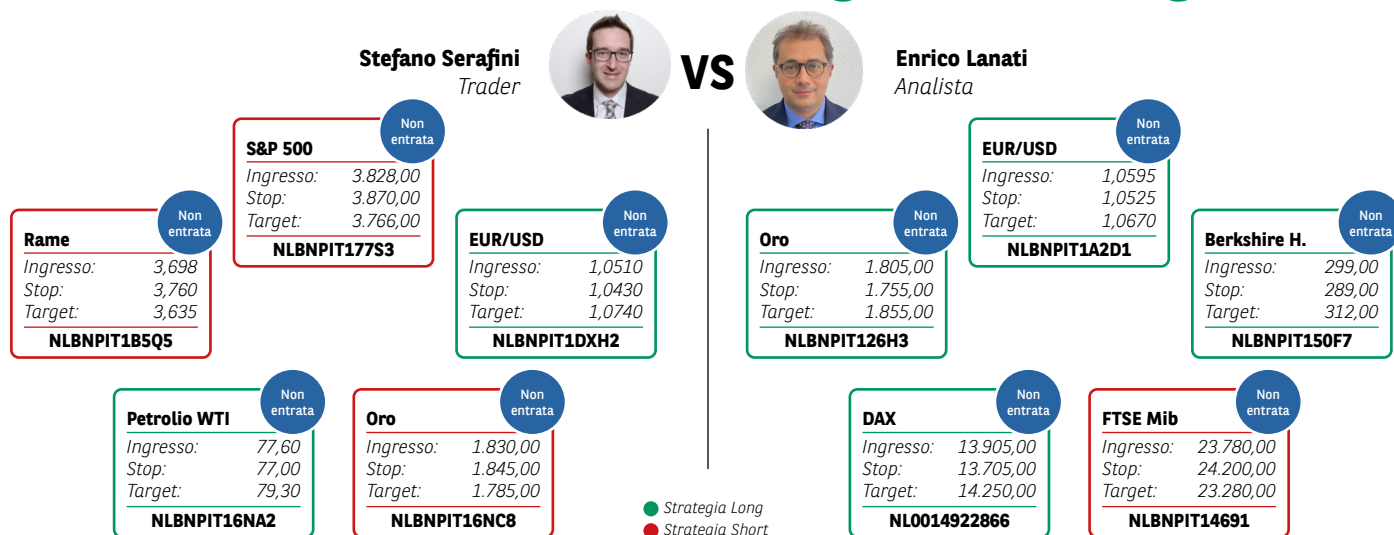 Stefano Serafini
Trader
VS
Enrico Lanati
Analista
Non
entrata
S&P 500
Ingresso: 3.828,00
Stop: 3.870,00
Target: 3.766,00
NLBNPIT177S3
Non
entrata
EUR/USD
Ingresso: 1,0595
Stop: 1,0525
Target: 1,0670
NLBNPIT1A2D1
Non
entrata
Rame
Ingresso: 3,698
Stop: 3,760
Target: 3,635
NLBNPIT1B5Q5
Non
entrata
EUR/USD
Ingresso: 1,0510
Stop: 1,0430
Target: 1,0740
NLBNPIT1DXH2
Non
entrata
Oro
Ingresso: 1.805,00
Stop: 1.755,00
Target: 1.855,00
NLBNPIT126H3
Non
entrata
Berkshire H.
Ingresso: 299,00
Stop: 289,00
Target: 312,00
NLBNPIT150F7
Non
entrata
Petrolio WTI
Ingresso: 77,60
Stop: 77,00
Target: 79,30
NLBNPIT16NA2
Non
entrata
Oro
Ingresso: 1.830,00
Stop: 1.845,00
Target: 1.785,00
NLBNPIT16NC8
Non
entrata
DAX
Ingresso: 13.905,00
Stop: 13.705,00
Target: 14.250,00
NL0014922866
Non
entrata
FTSE Mib
Ingresso: 23.780,00
Stop: 24.200,00
Target: 23.280,00
NLBNPIT14691
Strategia Long
Strategia Short